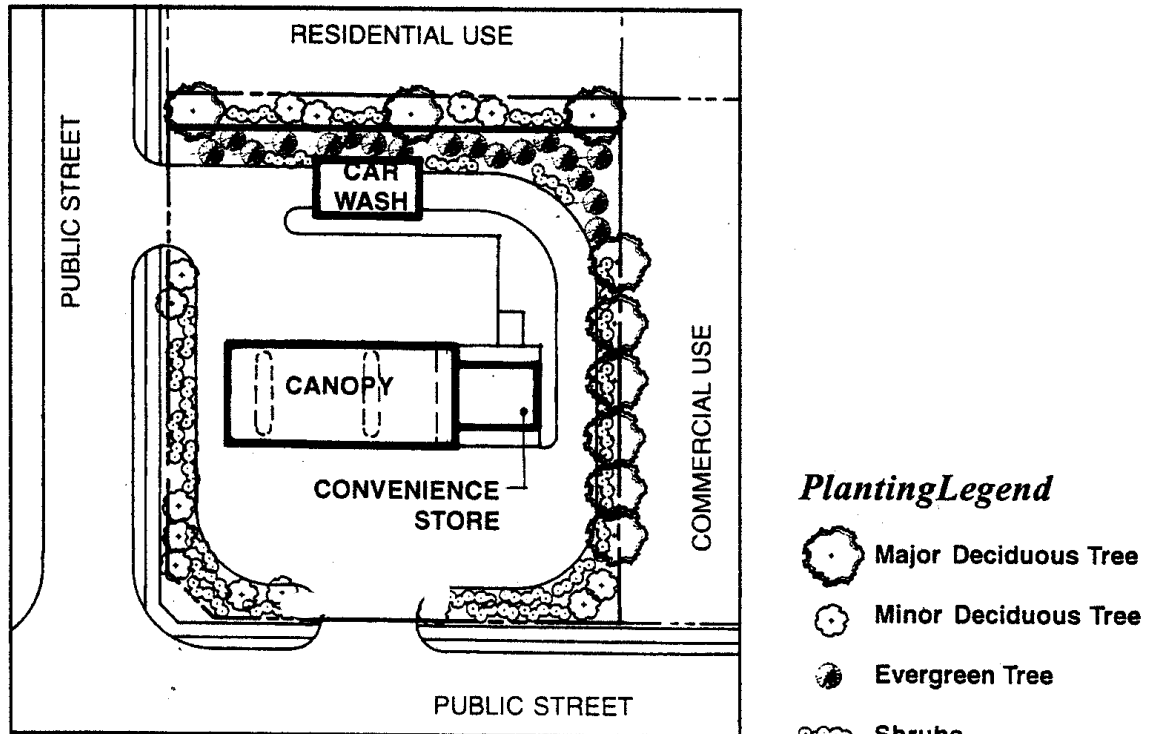 RESIDENTIAL USE
PUBLIC STREET
CAR
WASH
CANOPY
COMMERCIAL USE
CONVENIENCE
STORE
PUBLIC STREET
PlantingLegend
Major Deciduous Tree
Minor Deciduous Tree
Evergreen Tree
Shrubs